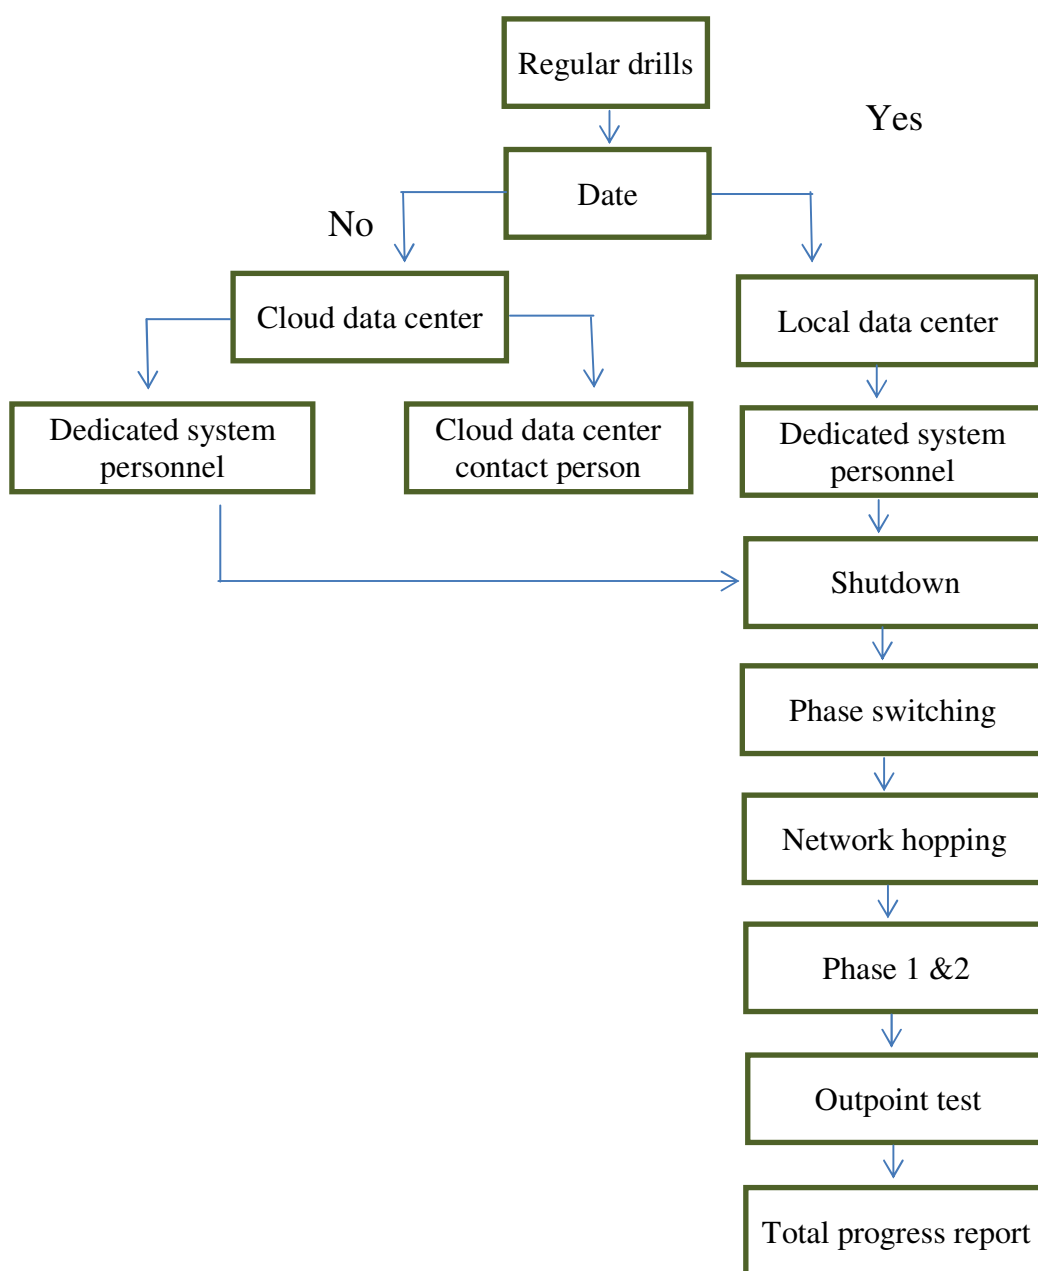 Regular drills
Yes
Date
No
Cloud data center
Local data center
Dedicated system
personnel
Cloud data center
contact person
Dedicated system
personnel
Shutdown
Phase switching
Network hopping
Phase 1 &2
Outpoint test
Total progress report